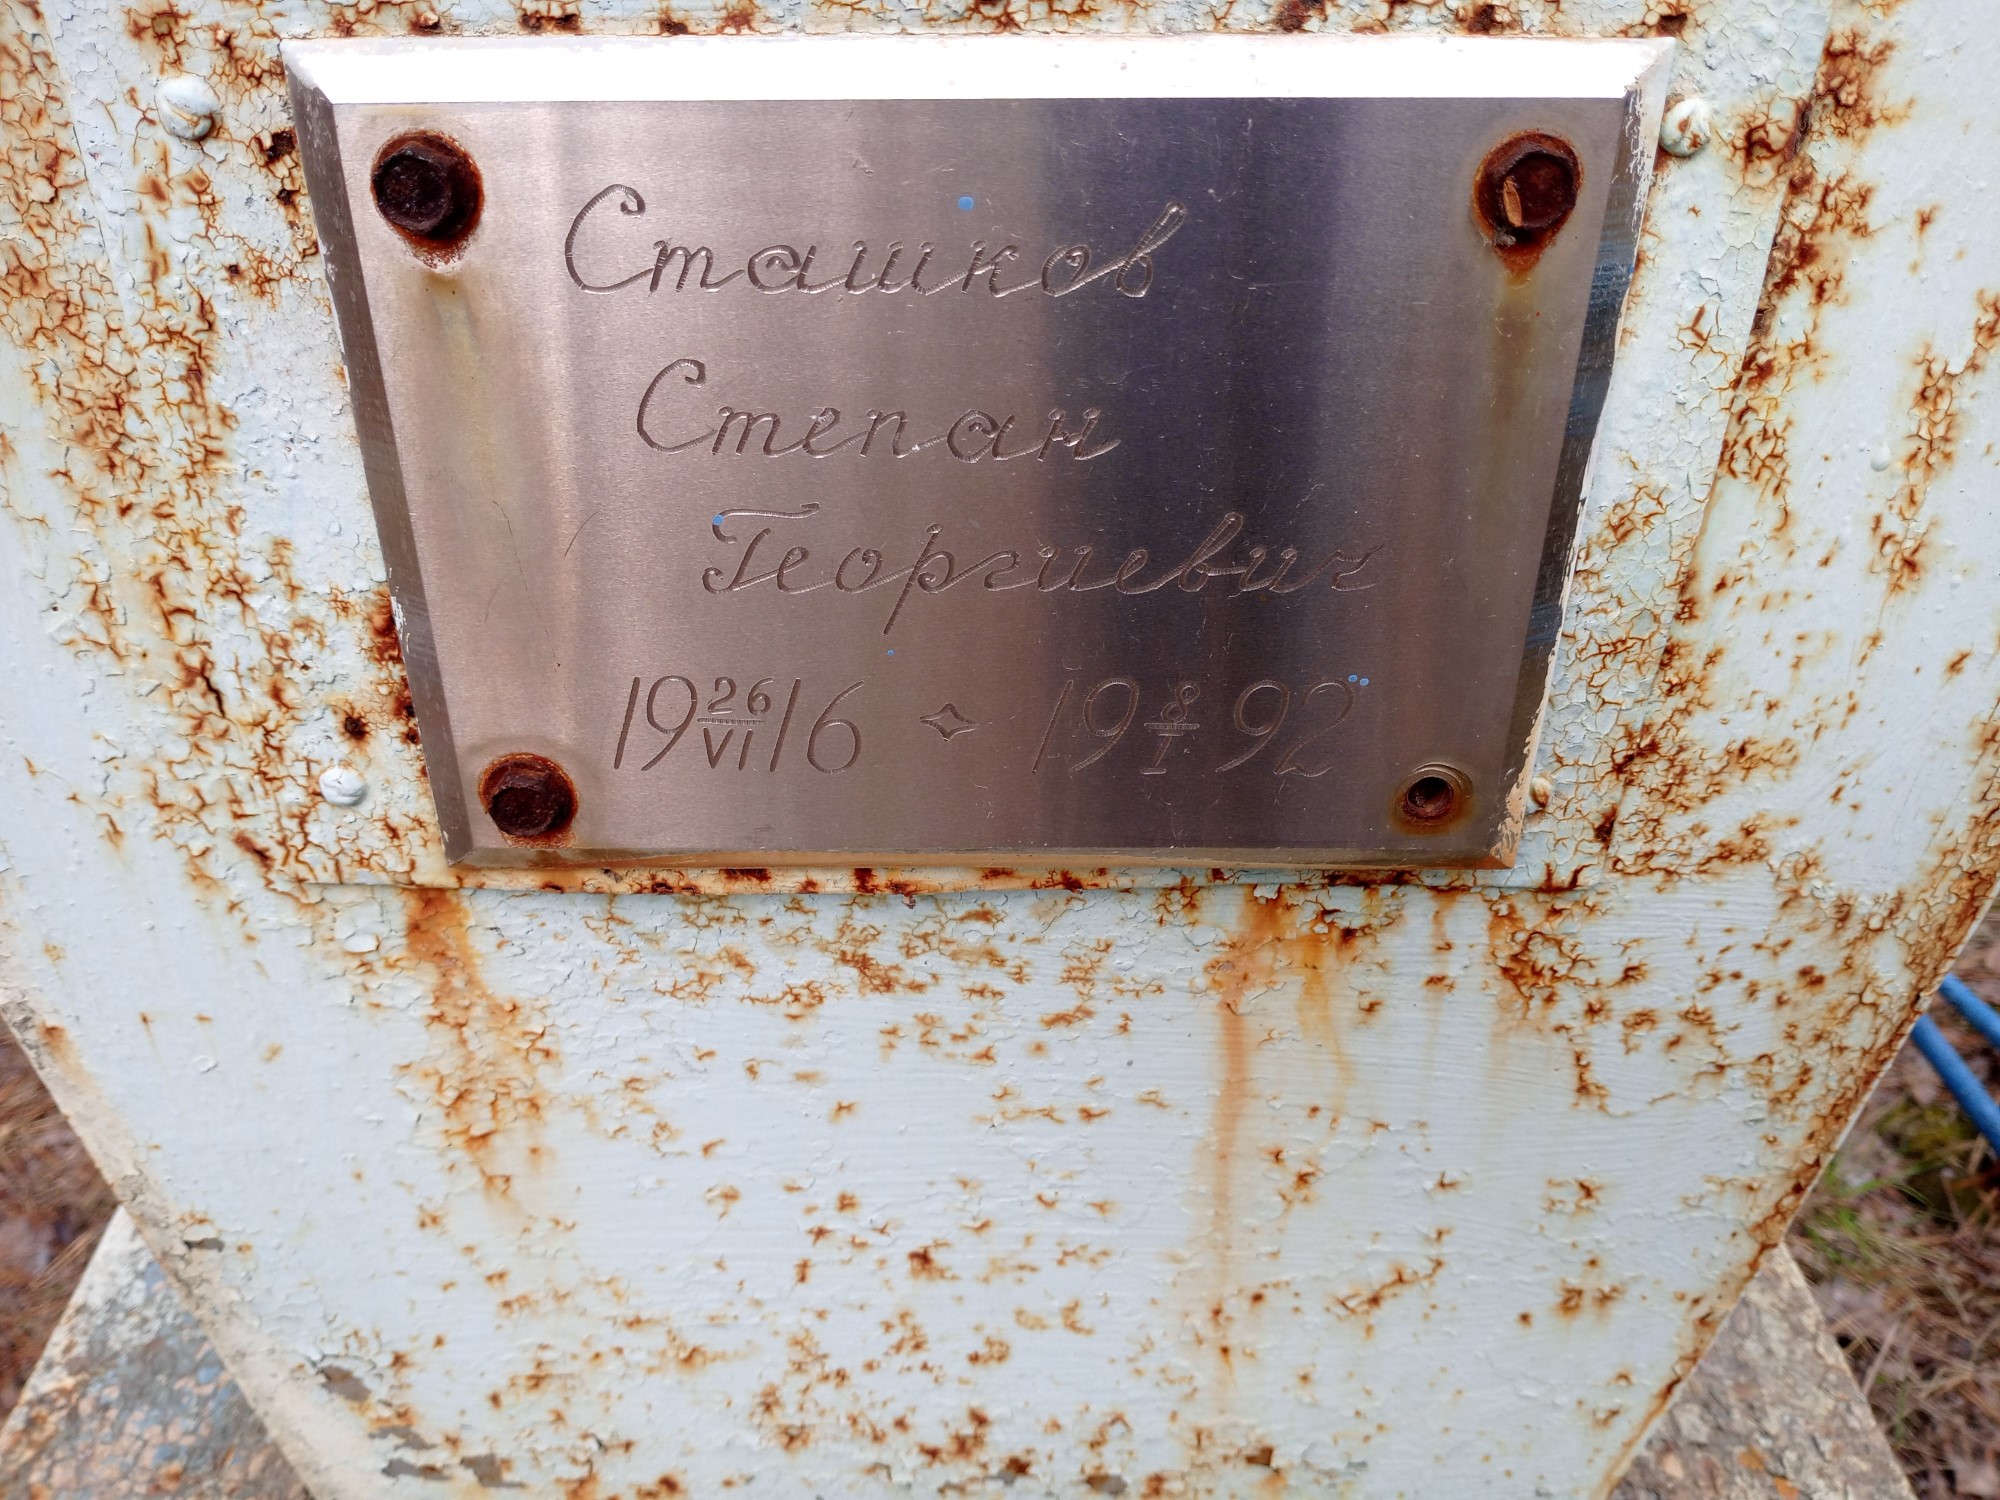 Сташков
Степан
Георгиевич
19 26/VI 16 ✧ 19 8/I 92